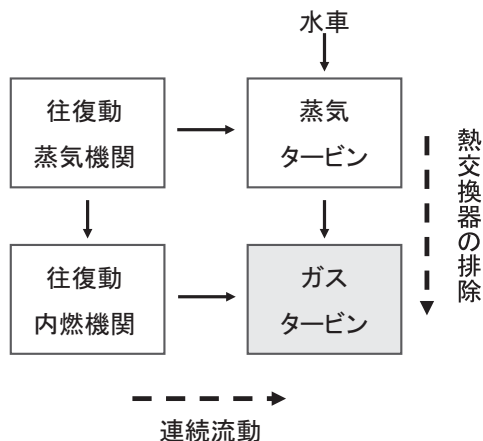 水車
往復動
蒸気機関
蒸気
タービン
熱交換器の排除
往復動
内燃機関
ガス
タービン
連続流動